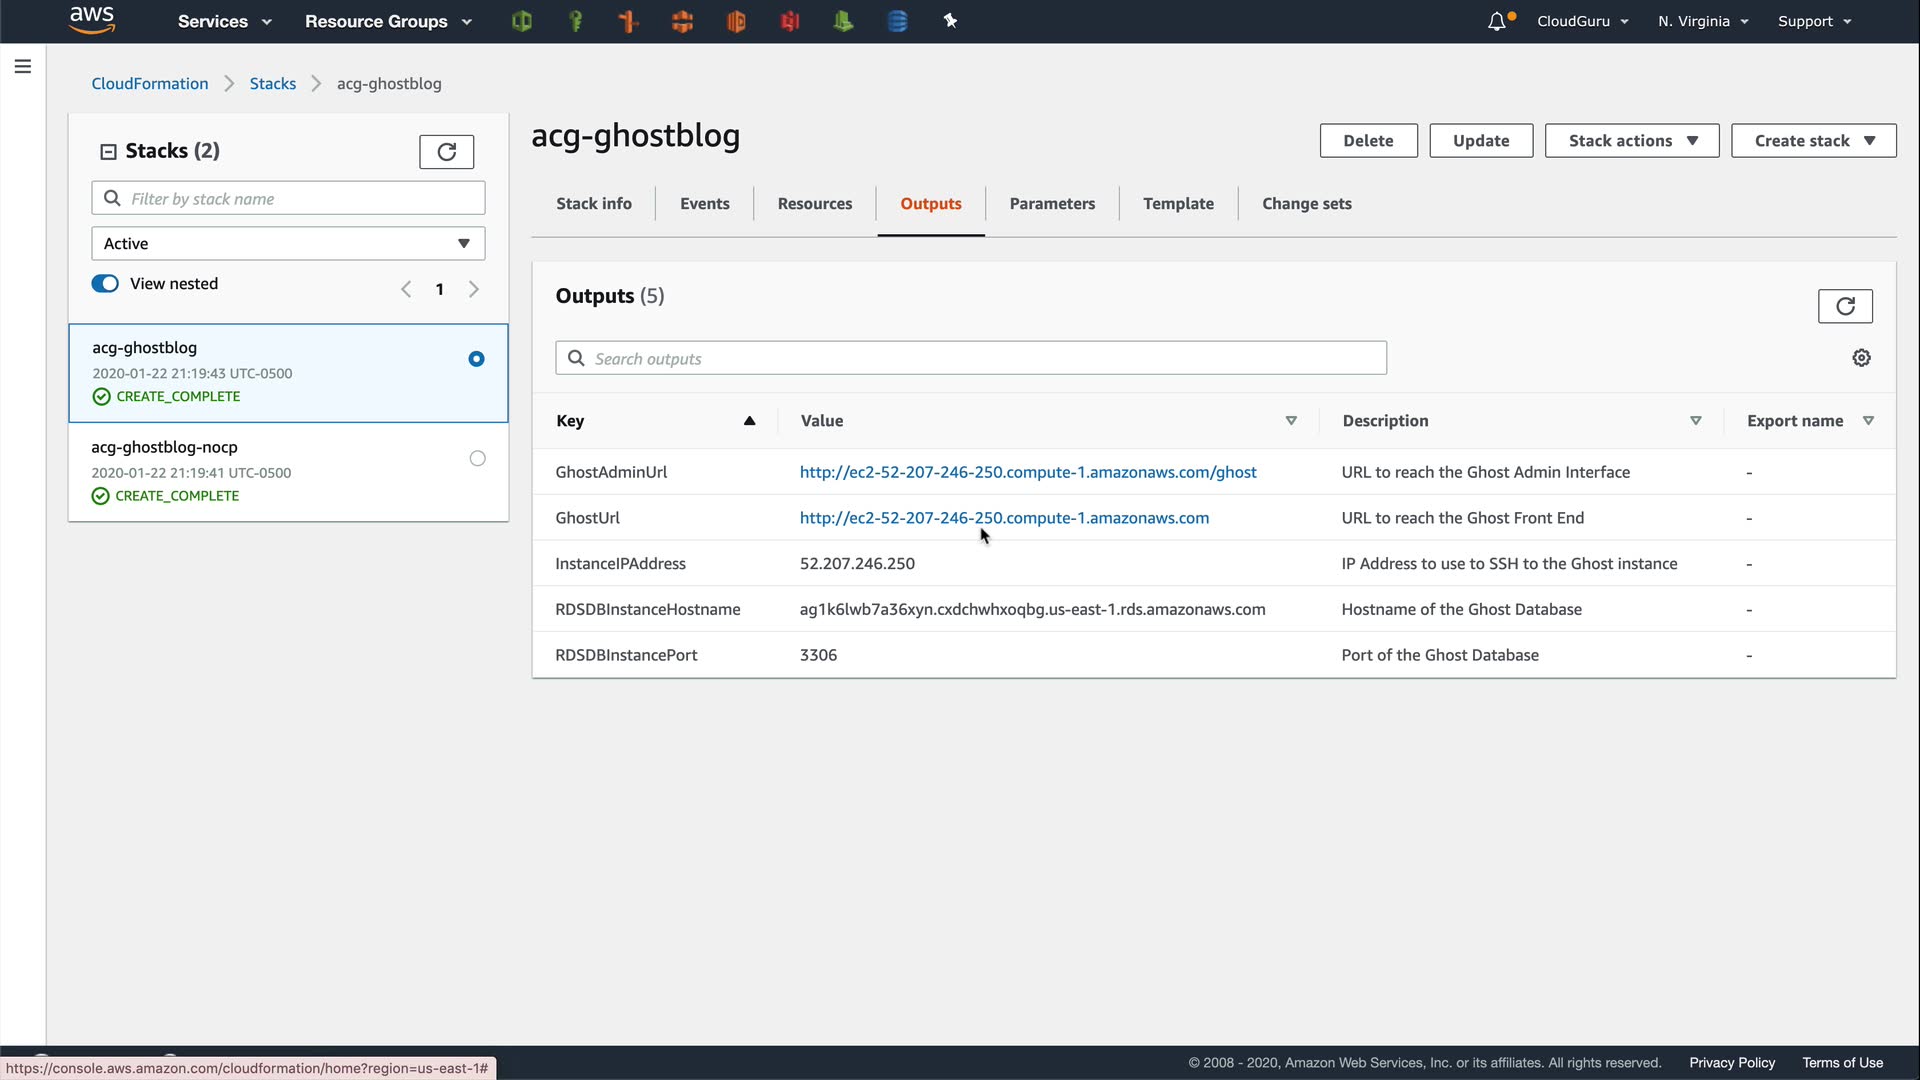 aws
Services
Resource Groups
CloudGuru
N. Virginia
Support
CloudFormation
Stacks
acg-ghostblog
Stacks (2)
Filter by stack name
Active
View nested
1
acg-ghostblog
2020-01-22 21:19:43 UTC-0500
CREATE_COMPLETE
acg-ghostblog-nocp
2020-01-22 21:19:41 UTC-0500
CREATE_COMPLETE
acg-ghostblog
Delete
Update
Stack actions
Create stack
Stack info
Events
Resources
Outputs
Parameters
Template
Change sets
Outputs (5)
Search outputs
Key Value Description Export name
GhostAdminUrl http://ec2-52-207-246-250.compute-1.amazonaws.com/ghost URL to reach the Ghost Admin Interface -
GhostUrl http://ec2-52-207-246-250.compute-1.amazonaws.com URL to reach the Ghost Front End -
InstanceIPAddress 52.207.246.250 IP Address to use to SSH to the Ghost instance -
RDSDBInstanceHostname ag1k6lwb7a36xyn.cxdchwhxoqbg.us-east-1.rds.amazonaws.com Hostname of the Ghost Database -
RDSDBInstancePort 3306 Port of the Ghost Database -
https://console.aws.amazon.com/cloudformation/home?region=us-east-1#
© 2008 - 2020, Amazon Web Services, Inc. or its affiliates. All rights reserved.
Privacy Policy
Terms of Use